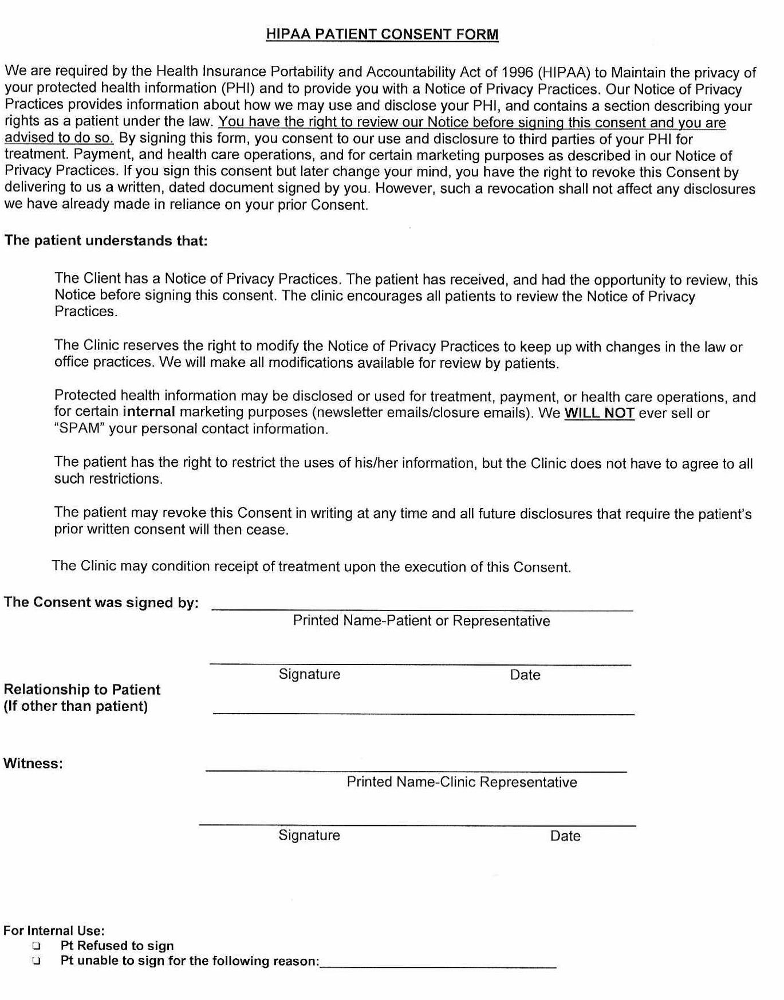 HIPAA PATIENT CONSENT FORM
We are required by the Health Insurance Portability and Accountability Act of 1996 (HIPAA) to Maintain the privacy of
your protected health information (PHI) and to provide you with a Notice of Privacy Practices. Our Notice of Privacy
Practices provides information about how we may use and disclose your PHI, and contains a section describing your
rights as a patient under the law. You have the right to review our Notice before signing this consent and you are
advised to do so. By signing this form, you consent to our use and disclosure to third parties of your PHI for
treatment. Payment, and health care operations, and for certain marketing purposes as described in our Notice of
Privacy Practices. If you sign this consent but later change your mind, you have the right to revoke this Consent by
delivering to us a written, dated document signed by you. However, such a revocation shall not affect any disclosures
we have already made in reliance on your prior Consent.
The patient understands that:
The Client has a Notice of Privacy Practices. The patient has received, and had the opportunity to review, this
Notice before signing this consent. The clinic encourages all patients to review the Notice of Privacy
Practices.
The Clinic reserves the right to modify the Notice of Privacy Practices to keep up with changes in the law or
office practices. We will make all modifications available for review by patients.
Protected health information may be disclosed or used for treatment, payment, or health care operations, and
for certain internal marketing purposes (newsletter emails/closure emails). We WILL NOT ever sell or
“SPAM” your personal contact information.
The patient has the right to restrict the uses of his/her information, but the Clinic does not have to agree to all
such restrictions.
The patient may revoke this Consent in writing at any time and all future disclosures that require the patient's
prior written consent will then cease.
The Clinic may condition receipt of treatment upon the execution of this Consent.
The Consent was signed by:
Printed Name-Patient or Representative
Signature Date
Relationship to Patient
(If other than patient)
Witness:
Printed Name-Clinic Representative
Signature Date
For Internal Use:
❑ Pt Refused to sign
❑ Pt unable to sign for the following reason: